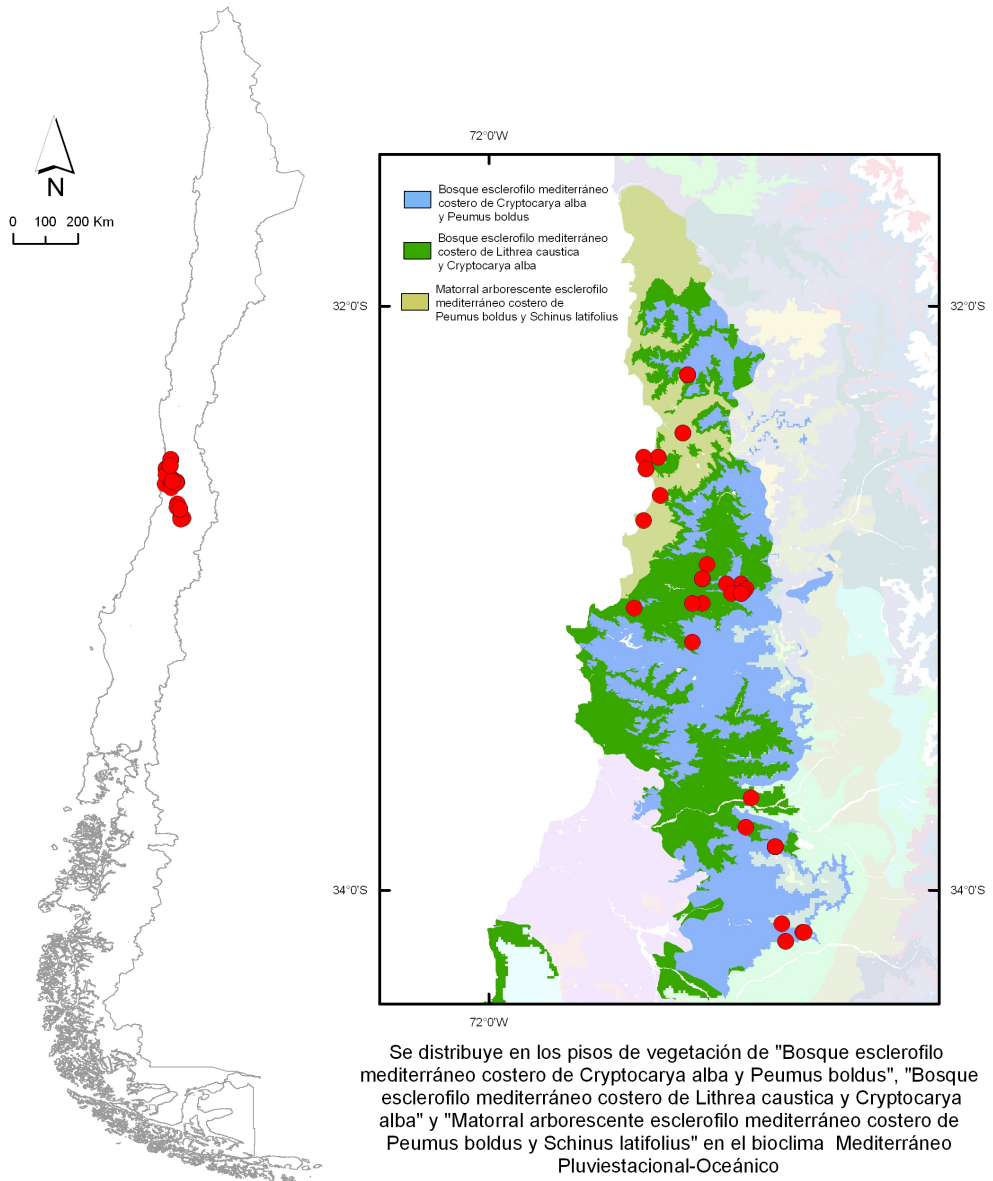 N
0 100 200 Km
72°0'W
Bosque esclerofilo mediterráneo
costero de Cryptocarya alba
y Peumus boldus
Bosque esclerofilo mediterráneo
costero de Lithrea caustica
y Cryptocarya alba
Matorral arborescente esclerofilo
mediterráneo costero de
Peumus boldus y Schinus latifolius
32°0'S
32°0'S
34°0'S
34°0'S
72°0'W
Se distribuye en los pisos de vegetación de "Bosque esclerofilo
mediterráneo costero de Cryptocarya alba y Peumus boldus", "Bosque
esclerofilo mediterráneo costero de Lithrea caustica y Cryptocarya
alba" y "Matorral arborescente esclerofilo mediterráneo costero de
Peumus boldus y Schinus latifolius" en el bioclima Mediterráneo
Pluviestacional-Oceánico